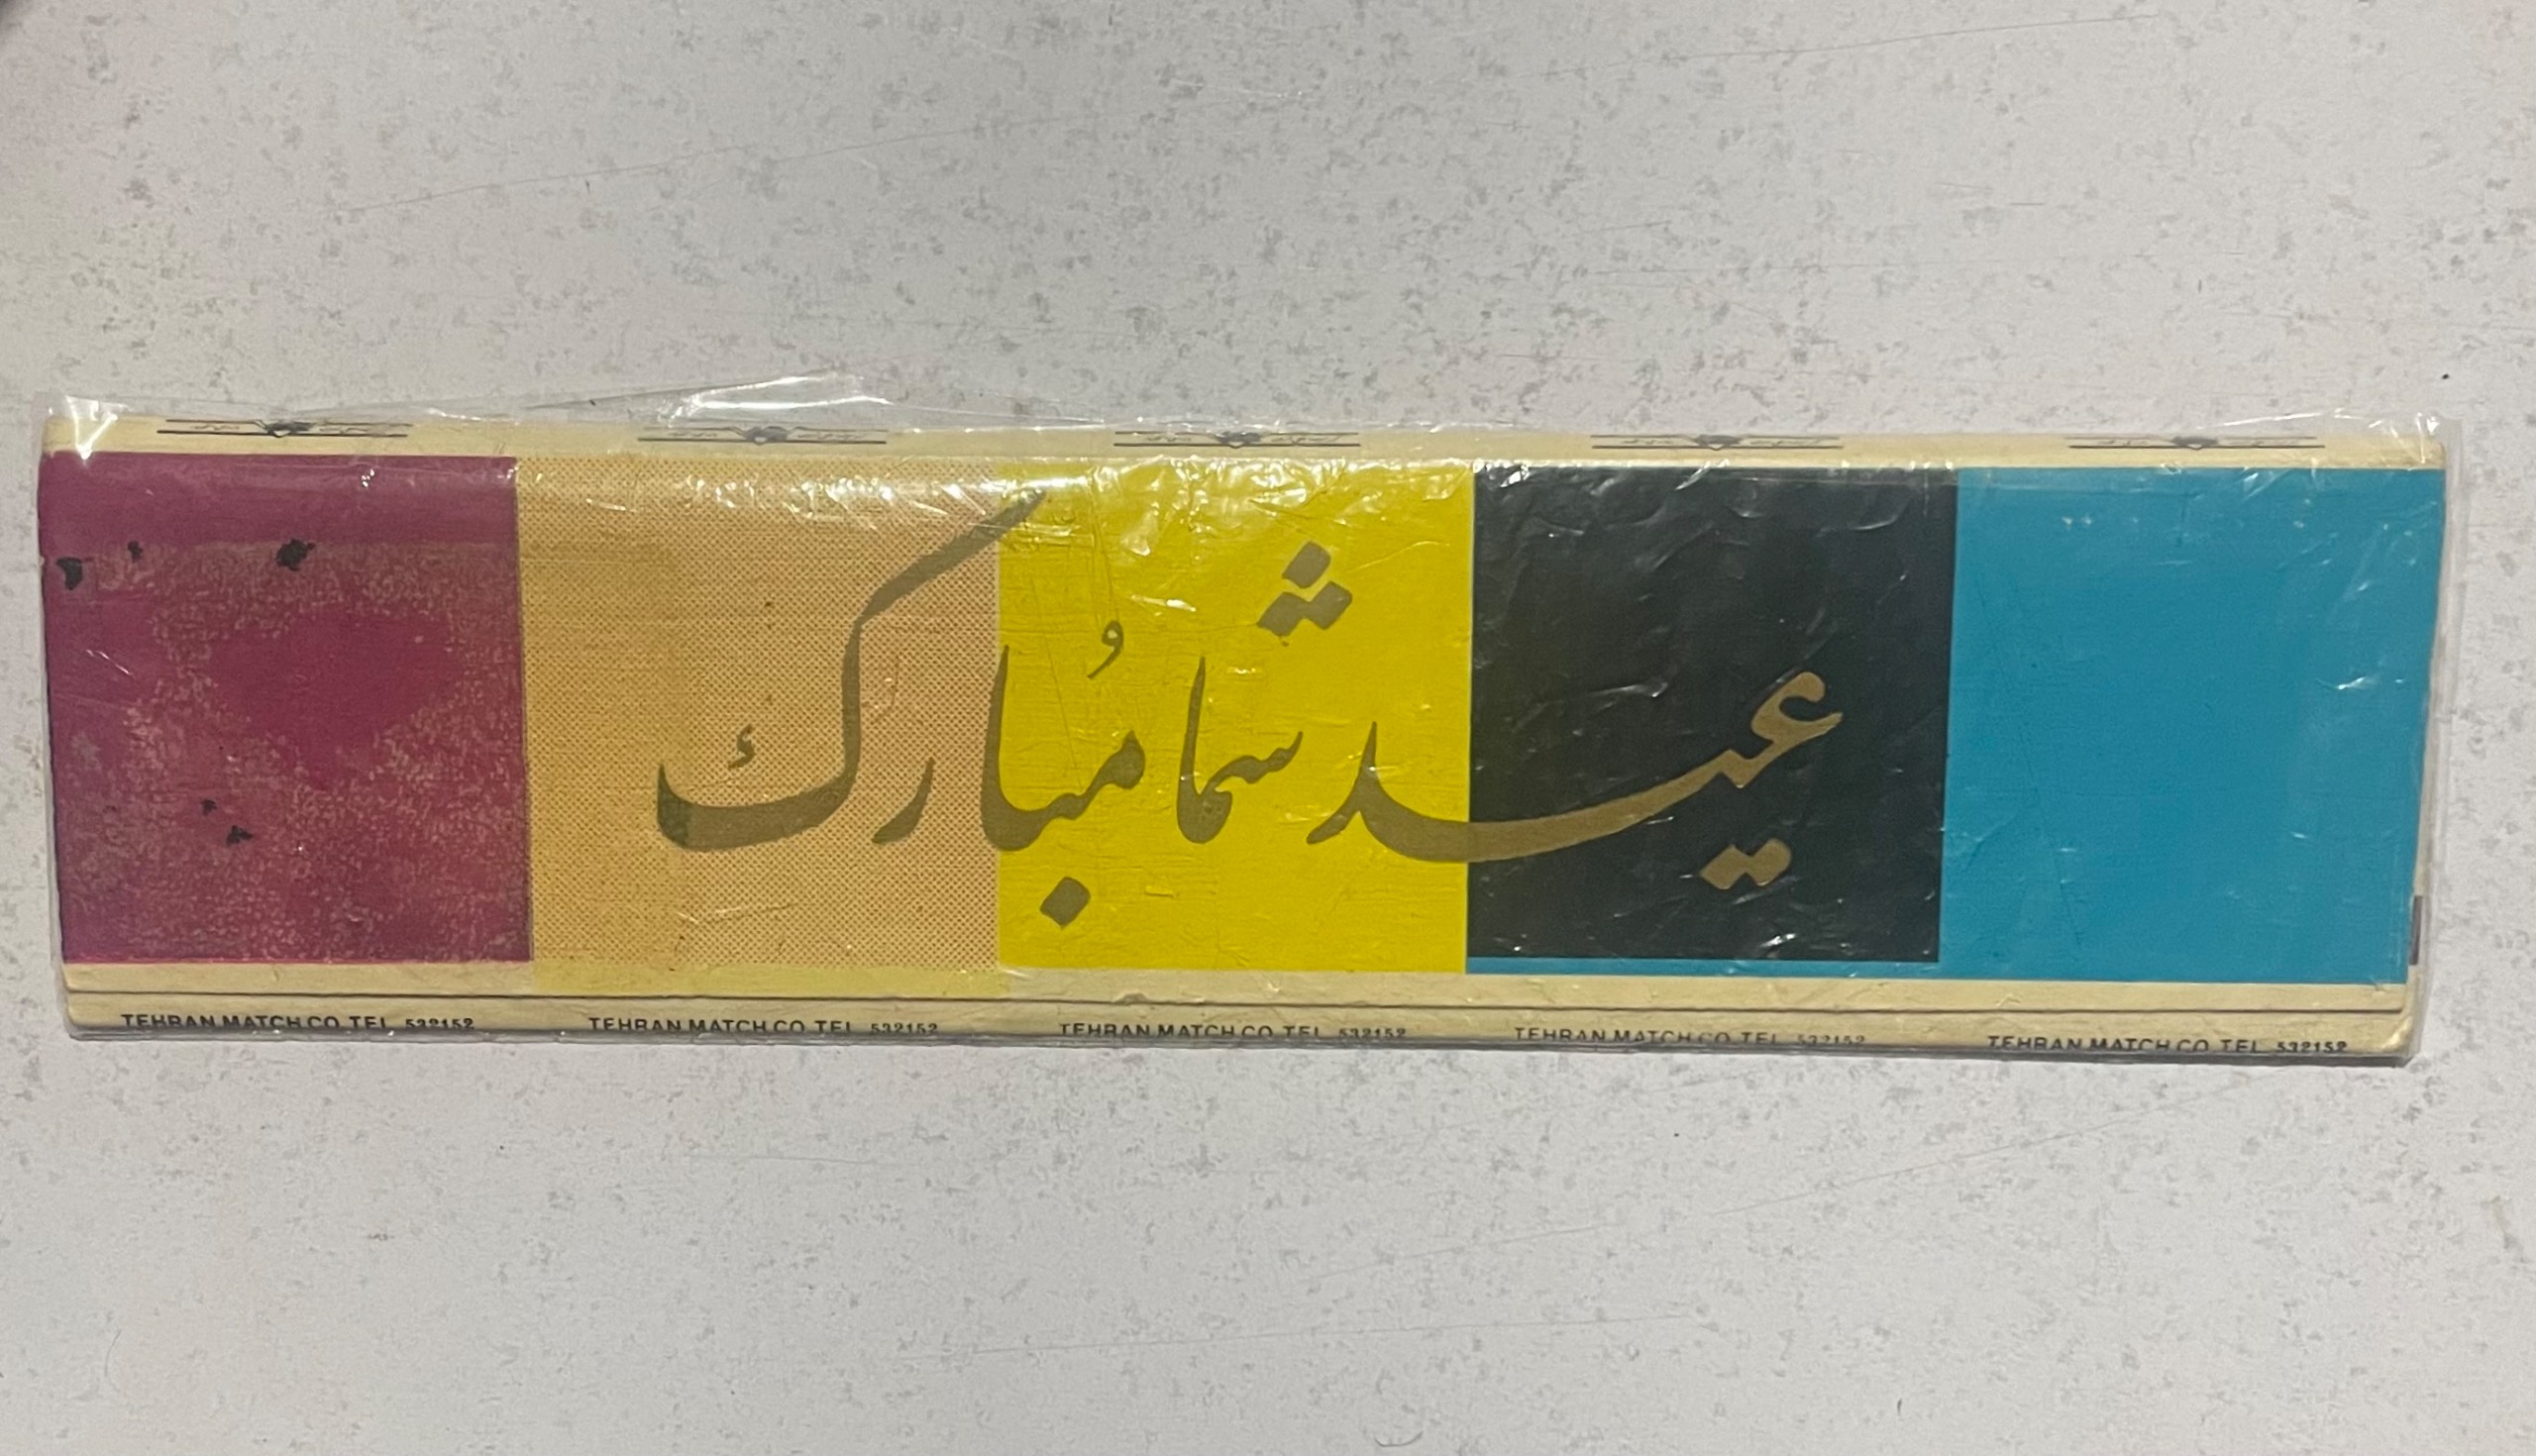 عید شما مُبارك
TEHRAN MATCH CO. TEL. 532152
TEHRAN MATCH CO. TEL. 532152
TEHRAN MATCH CO. TEL. 532152
TEHRAN MATCH CO. TEL. 532152
TEHRAN MATCH CO. TEL. 532152